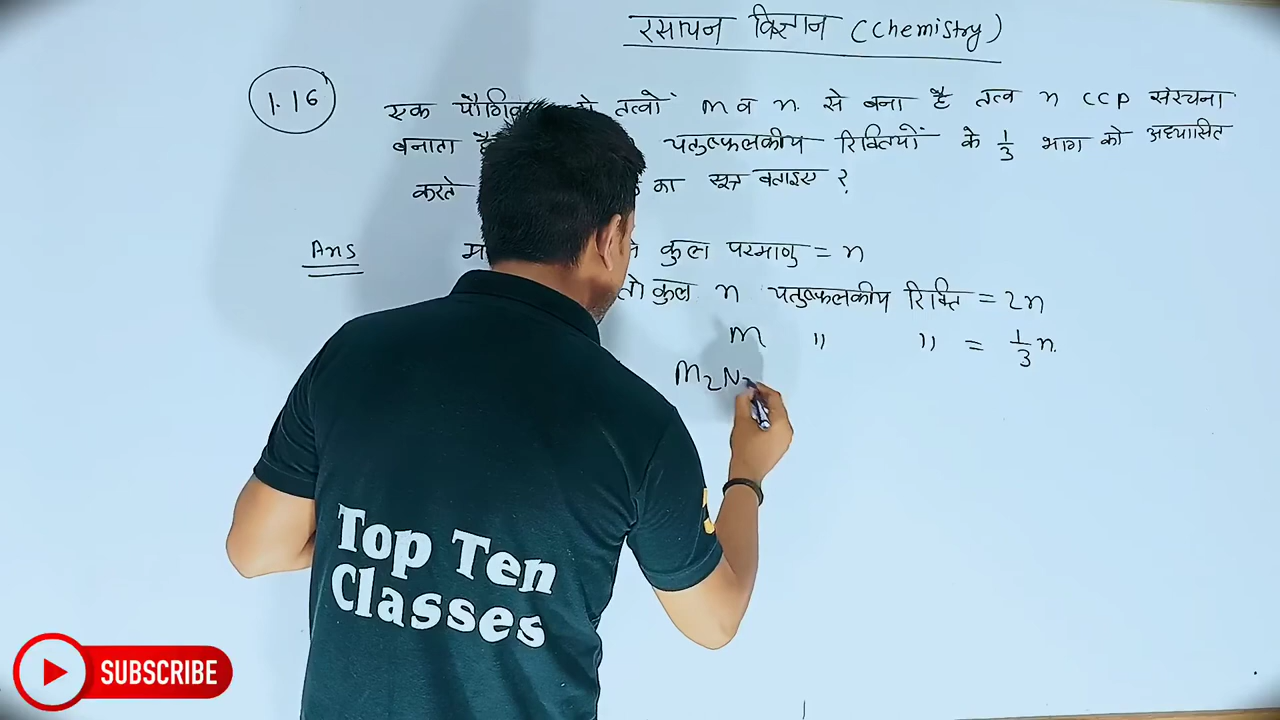 रसायन विज्ञान (Chemistry)
1.16
एक तत्वों m व n. से बना है तत्व n CCP संरचना
बनाता चतुष्फलकीय रिक्तियों के 1/3 भाग को अध्यासित
करते का सूत्र बताइए ?
Ans कुल परमाणु = n
तो कुल n चतुष्फलकीय रिक्ति = 2n
m " " = 1/3 n.
M2N
Top Ten
Classes
SUBSCRIBE